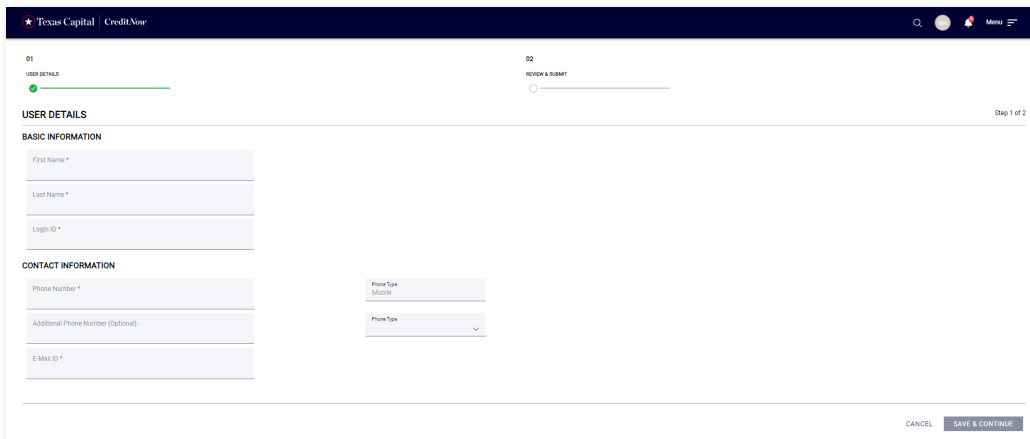 Texas Capital CreditNow
Menu
01
USER DETAILS
02
REVIEW & SUBMIT
USER DETAILS
Step 1 of 2
BASIC INFORMATION
First Name *
Last Name *
Login ID *
CONTACT INFORMATION
Phone Number *
Phone Type
Mobile
Additional Phone Number (Optional)
Phone Type
E-Mail ID *
CANCEL
SAVE & CONTINUE